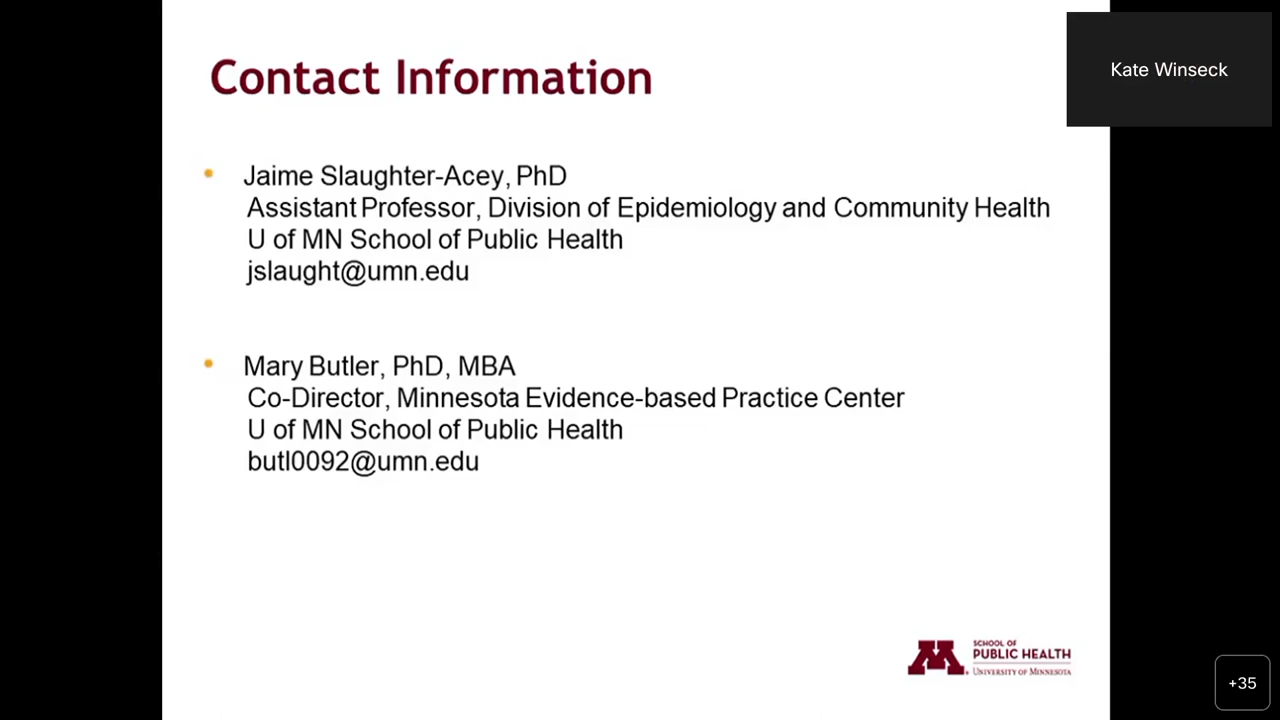 Contact Information
Kate Winseck
• Jaime Slaughter-Acey, PhD
Assistant Professor, Division of Epidemiology and Community Health
U of MN School of Public Health
jslaught@umn.edu
• Mary Butler, PhD, MBA
Co-Director, Minnesota Evidence-based Practice Center
U of MN School of Public Health
butl0092@umn.edu
M
SCHOOL OF
PUBLIC HEALTH
UNIVERSITY OF MINNESOTA
+35